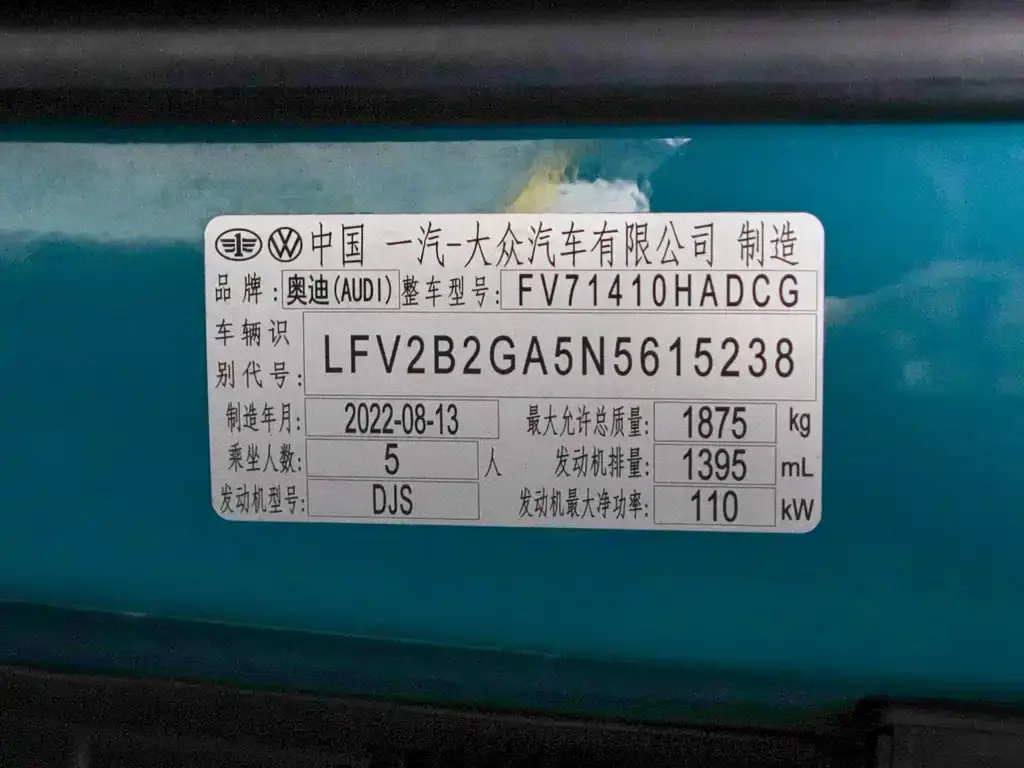 中国 一汽-大众汽车有限公司 制造
品牌: 奥迪(AUDI) 整车型号: FV71410HADCG
车辆识
别代号: LFV2B2GA5N5615238
制造年月: 2022-08-13 最大允许总质量: 1875 kg
乘坐人数: 5 人 发动机排量: 1395 mL
发动机型号: DJS 发动机最大净功率: 110 kW